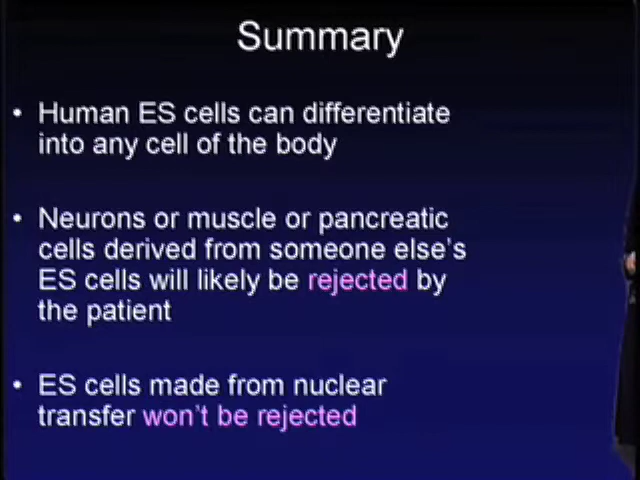 Summary
• Human ES cells can differentiate
into any cell of the body
• Neurons or muscle or pancreatic
cells derived from someone else's
ES cells will likely be rejected by
the patient
• ES cells made from nuclear
transfer won't be rejected